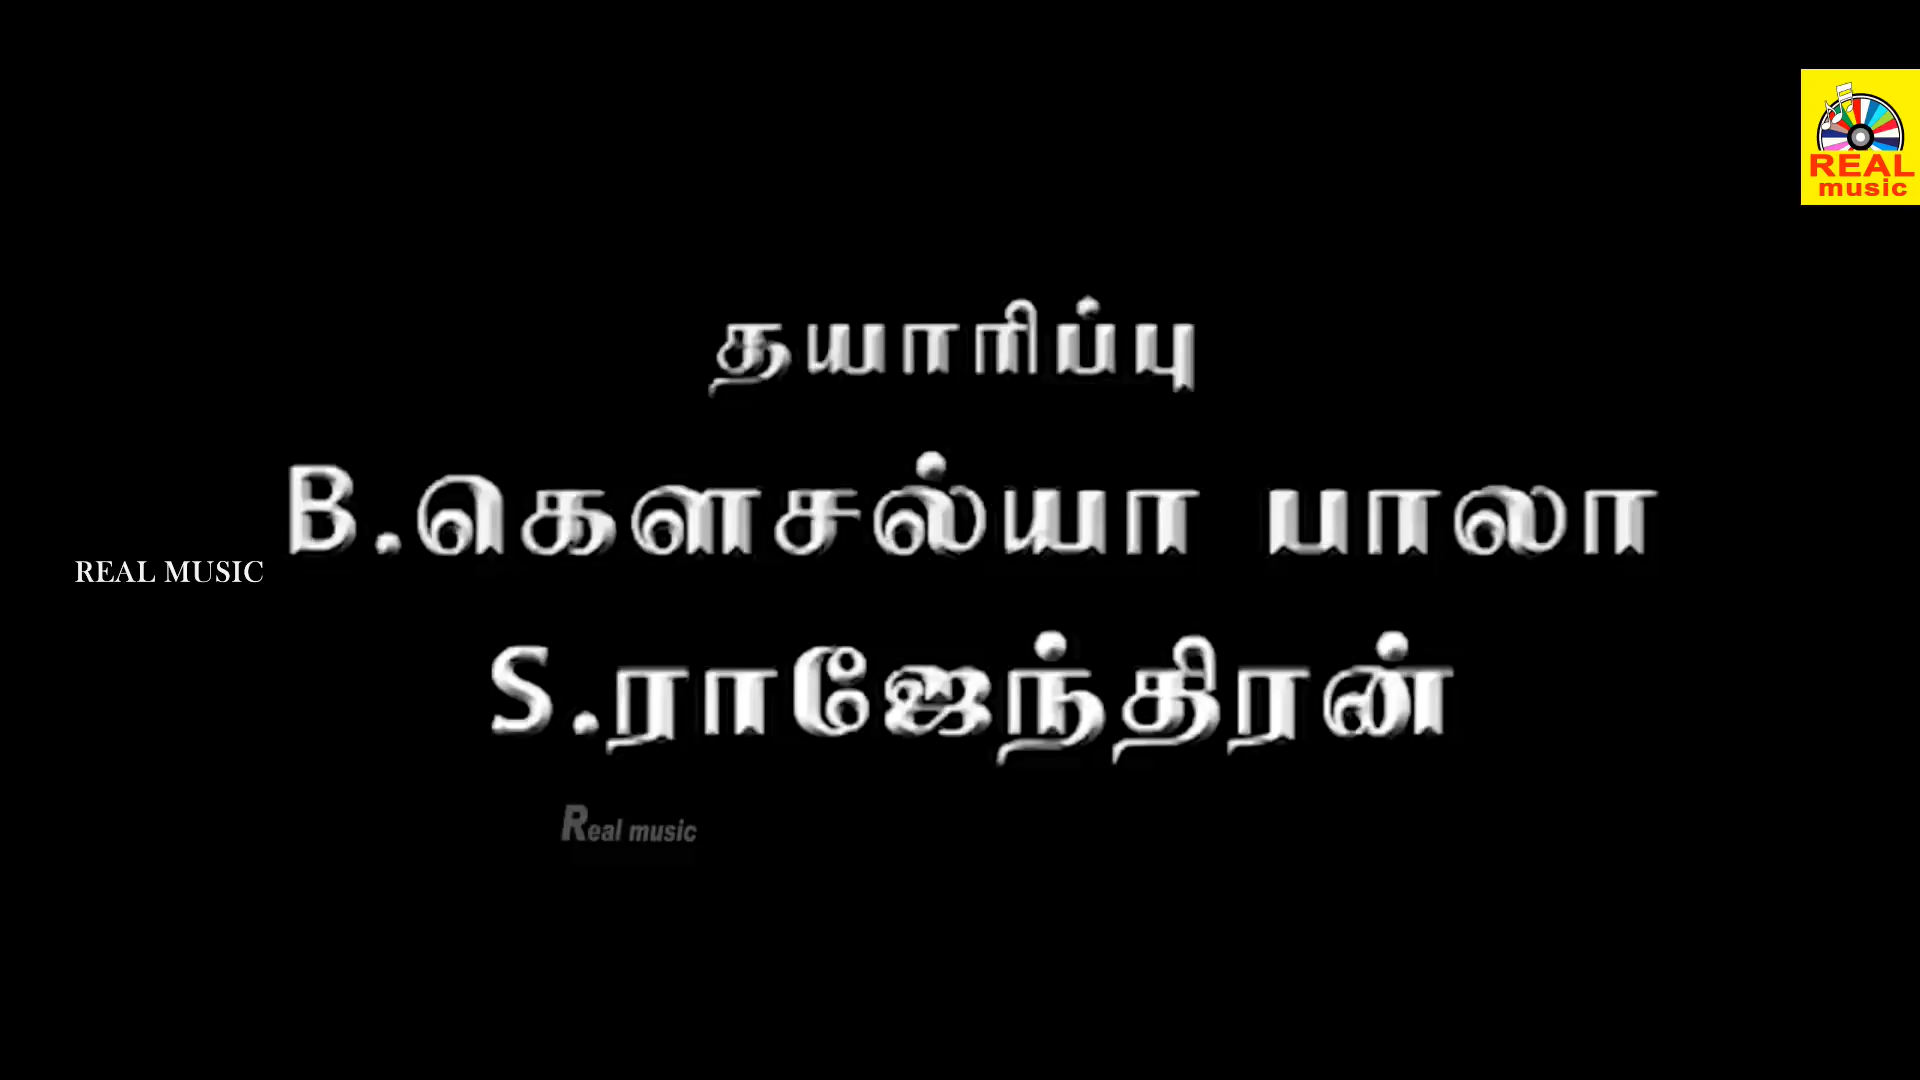 REAL
music
தயாரிப்பு
B.கௌசல்யா பாலா
REAL MUSIC
S.ராஜேந்திரன்
Real music